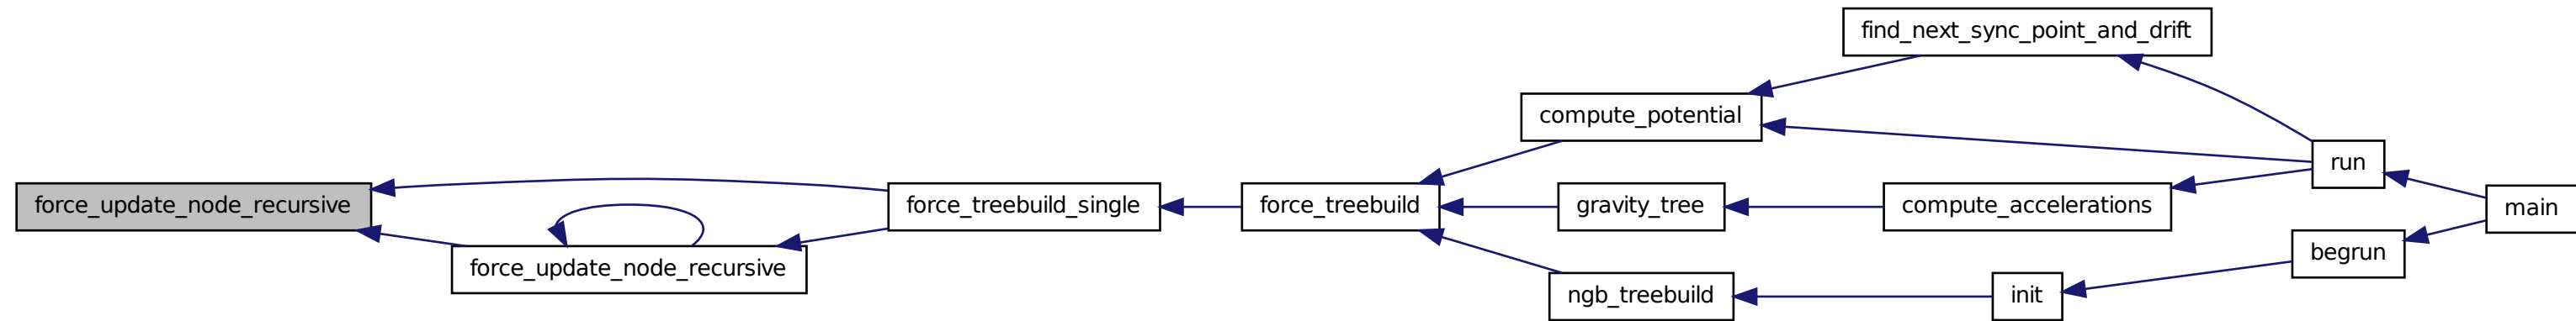 find_next_sync_point_and_drift
compute_potential
run
force_update_node_recursive
force_treebuild_single
force_treebuild
gravity_tree
compute_accelerations
main
force_update_node_recursive
begrun
ngb_treebuild
init